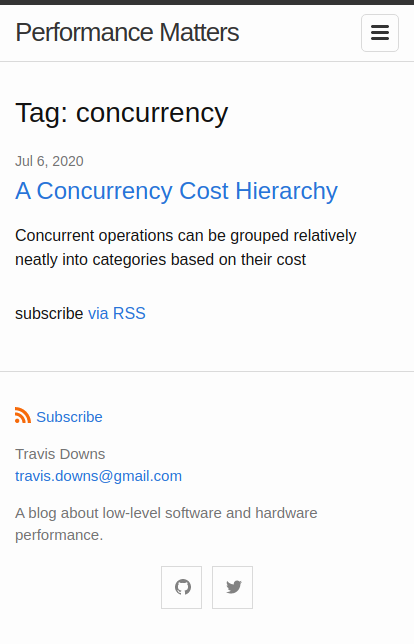 Performance Matters
Tag: concurrency
Jul 6, 2020
A Concurrency Cost Hierarchy
Concurrent operations can be grouped relatively
neatly into categories based on their cost
subscribe via RSS
Subscribe
Travis Downs
travis.downs@gmail.com
A blog about low-level software and hardware
performance.